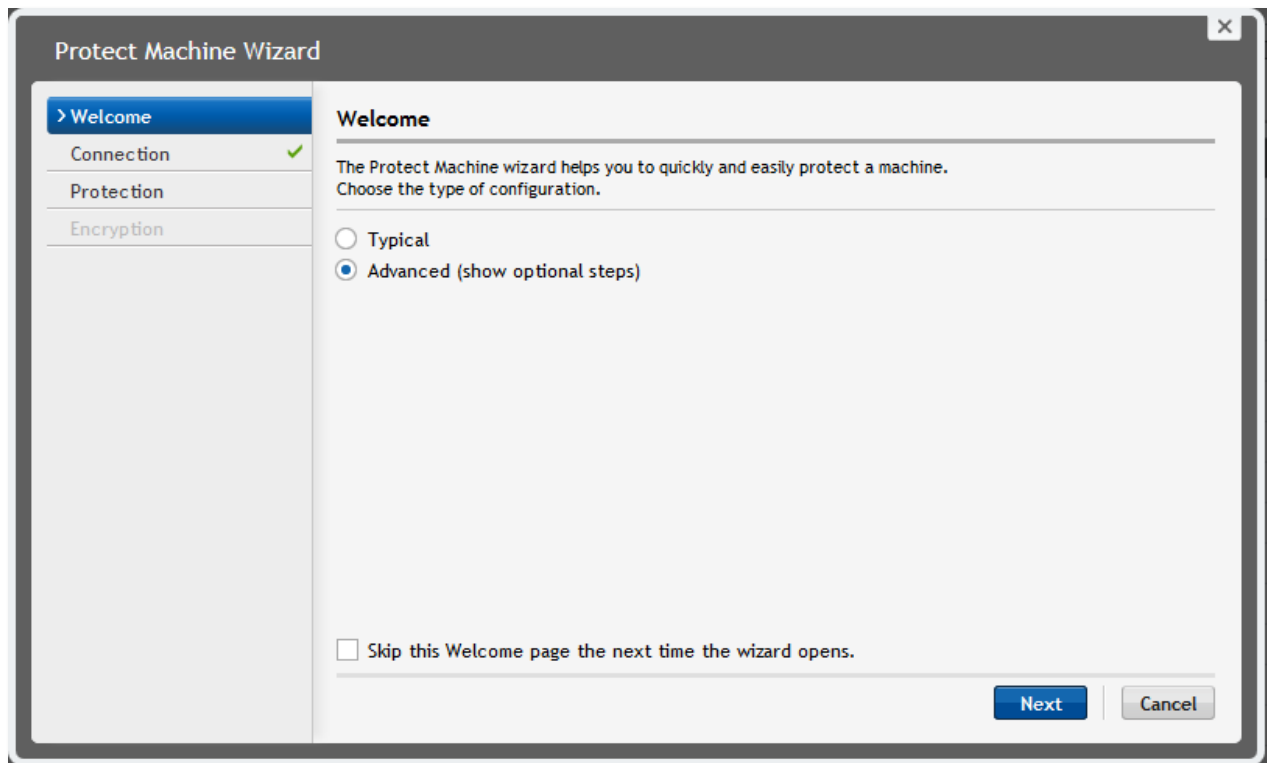 Protect Machine Wizard
Welcome
Connection
Protection
Encryption
Welcome
The Protect Machine wizard helps you to quickly and easily protect a machine.
Choose the type of configuration.
Typical
Advanced (show optional steps)
Skip this Welcome page the next time the wizard opens.
Next
Cancel